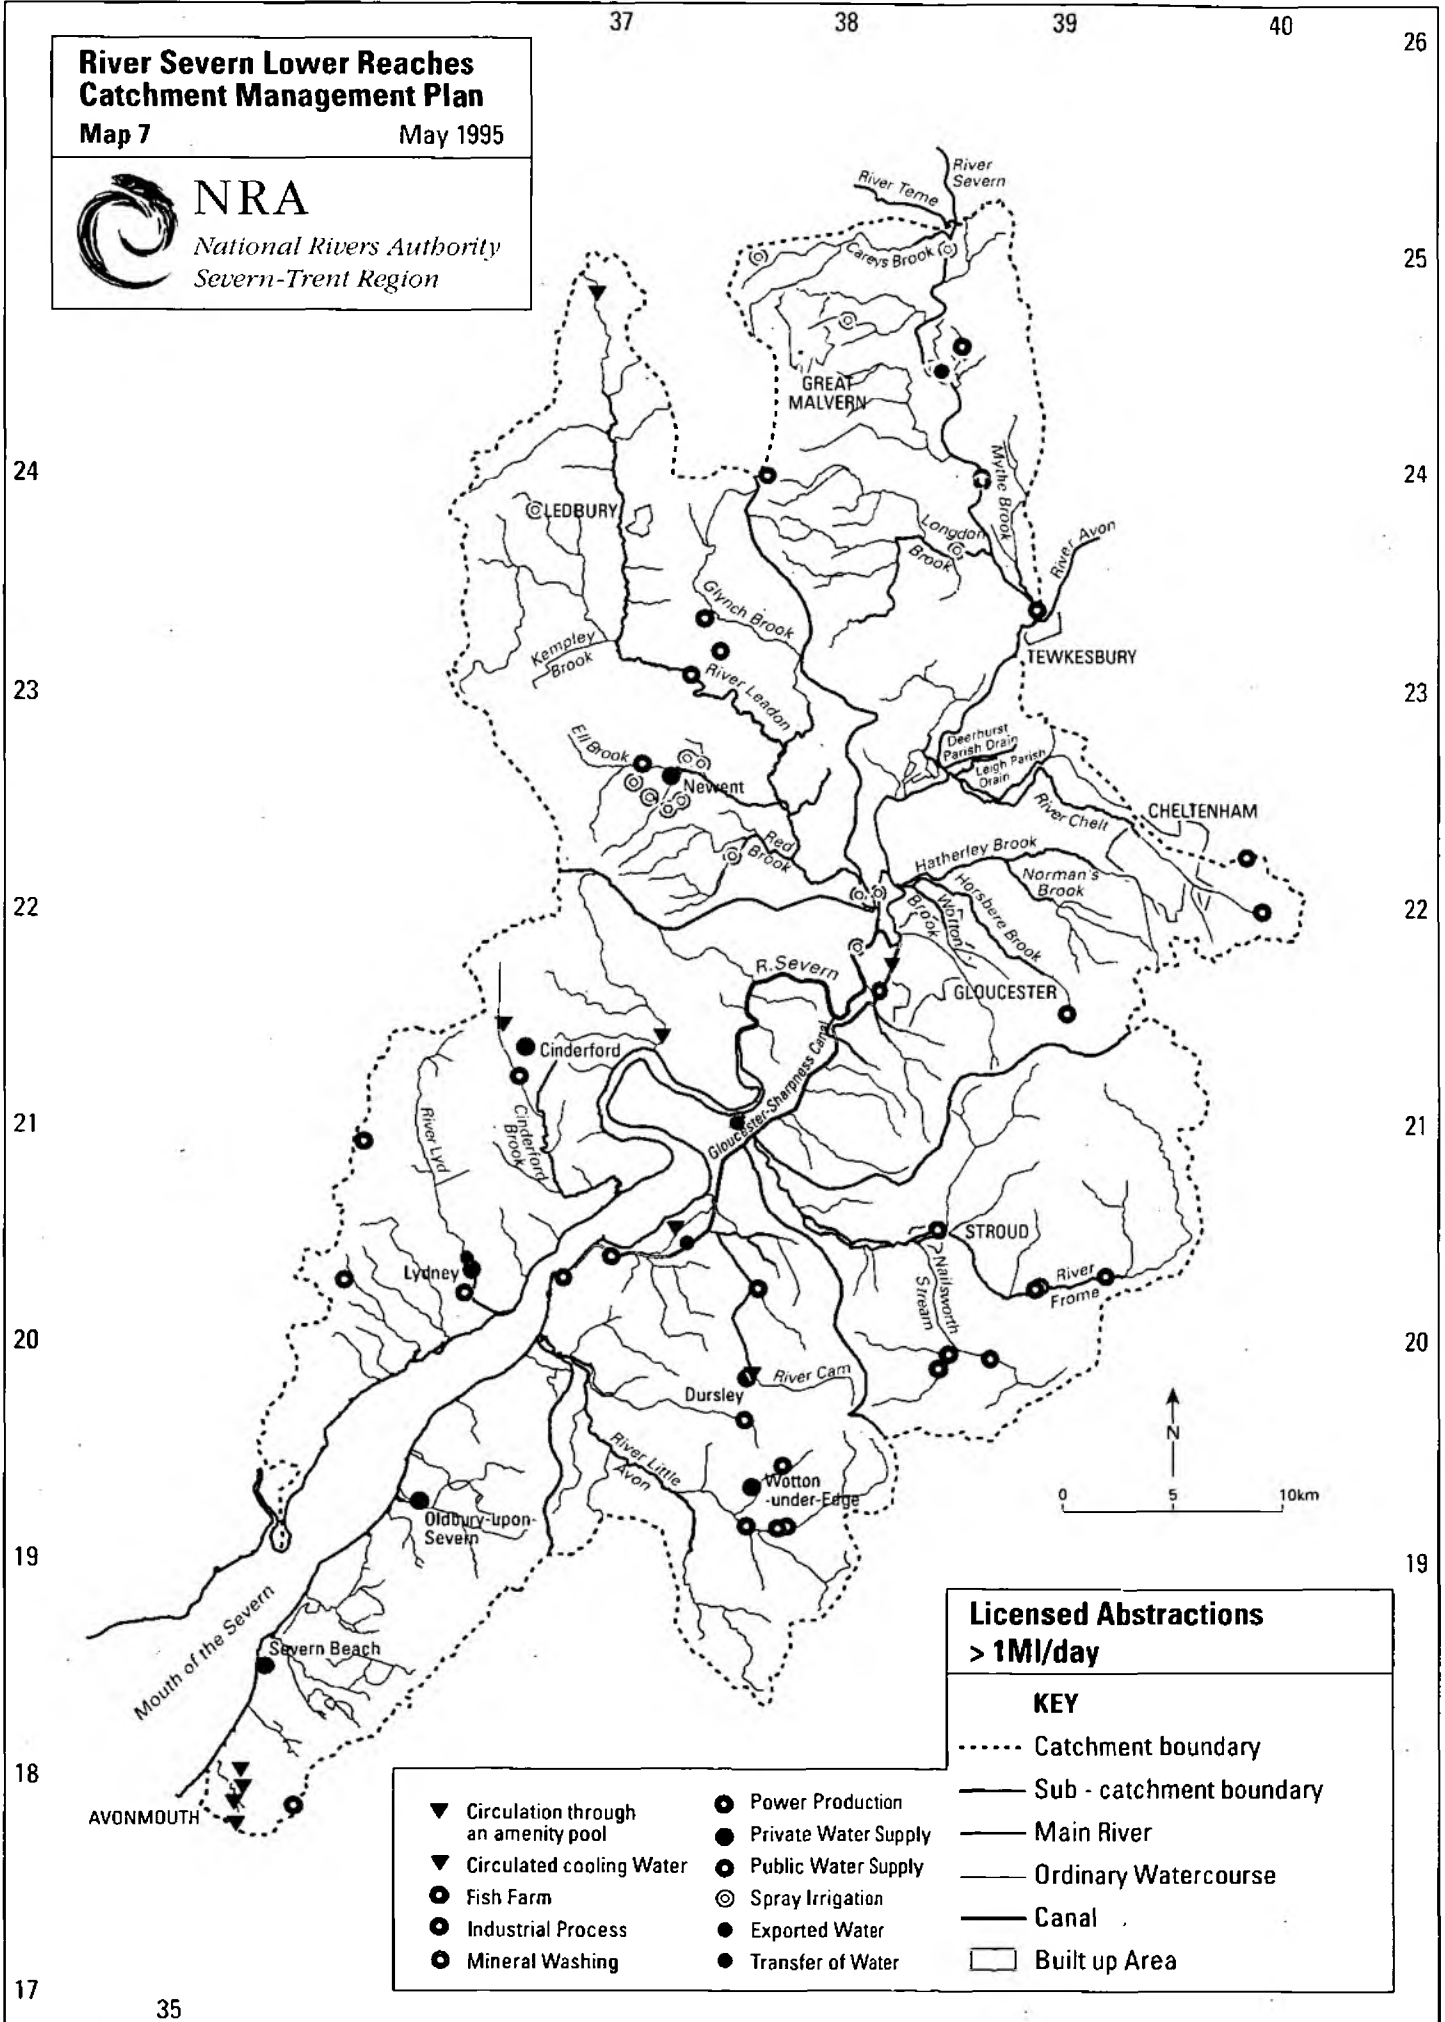 37
38
39
40
26
River Severn Lower Reaches
Catchment Management Plan
Map 7 May 1995
NRA
National Rivers Authority
Severn-Trent Region
River
Severn
River Teme
Careys Brook
25
GREAT
MALVERN
24
24
LEDBURY
Mythe Brook
Longdon
Brook
River Avon
Glynch Brook
Kempley
Brook
TEWKESBURY
River Leadon
23
23
Ell Brook
Deerhurst
Parish Drain
Leigh Parish
Drain
Newent
River Chelt
CHELTENHAM
Red
Brook
Hatherley Brook
Norman's
Brook
Horsbere Brook
Wotton
Brook
22
22
R. Severn
GLOUCESTER
Cinderford
Gloucester-Sharpness Canal
21
21
River Lyd
Cinderford
Brook
STROUD
Lydney
River
Frome
Nailsworth
Stream
20
20
River Cam
Dursley
N
River Little
Avon
Wotton
-under-Edge
0 5 10km
Oldbury-upon-
Severn
19
19
Mouth of the Severn
Severn Beach
18
AVONMOUTH
17
35
Licensed Abstractions
> 1Ml/day
KEY
Catchment boundary
Sub - catchment boundary
Main River
Ordinary Watercourse
Canal
Built up Area
Circulation through
an amenity pool
Circulated cooling Water
Fish Farm
Industrial Process
Mineral Washing
Power Production
Private Water Supply
Public Water Supply
Spray Irrigation
Exported Water
Transfer of Water